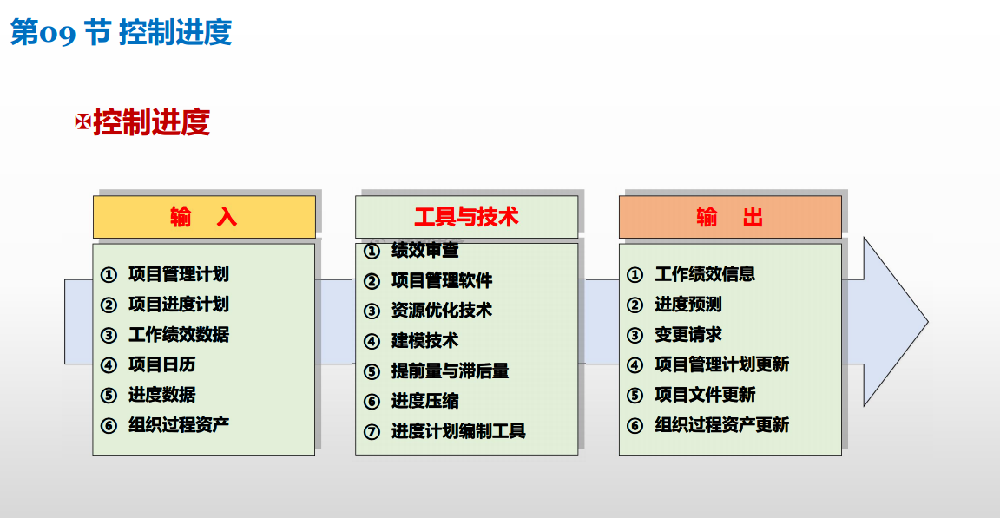 第09 节 控制进度
✠控制进度
输 入
① 项目管理计划
② 项目进度计划
③ 工作绩效数据
④ 项目日历
⑤ 进度数据
⑥ 组织过程资产
工具与技术
① 绩效审查
② 项目管理软件
③ 资源优化技术
④ 建模技术
⑤ 提前量与滞后量
⑥ 进度压缩
⑦ 进度计划编制工具
输 出
① 工作绩效信息
② 进度预测
③ 变更请求
④ 项目管理计划更新
⑤ 项目文件更新
⑥ 组织过程资产更新